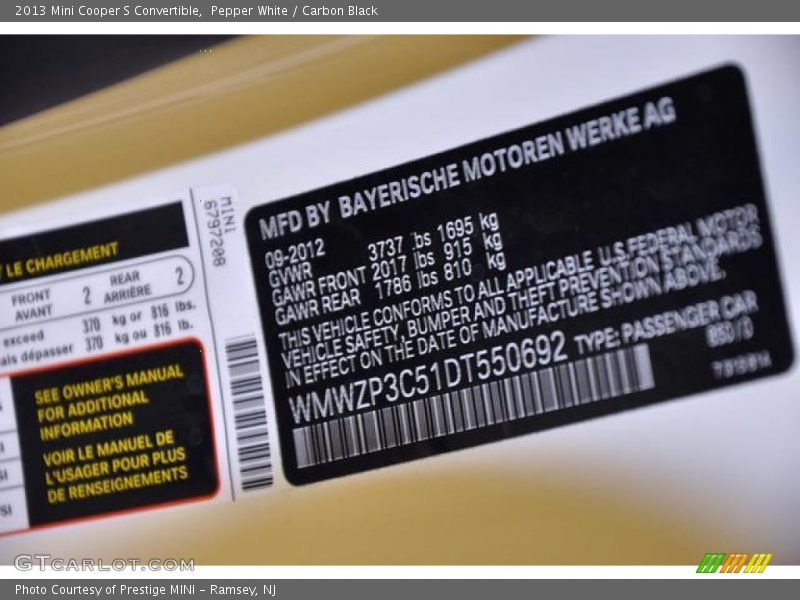 2013 Mini Cooper S Convertible,  Pepper White / Carbon Black
LE CHARGEMENT
FRONT
AVANT
2
REAR
ARRIÈRE
2
exceed 370 kg or 816 lbs.
dépasser 370 kg ou 816 lb.
SEE OWNER'S MANUAL
FOR ADDITIONAL
INFORMATION
VOIR LE MANUEL DE
L'USAGER POUR PLUS
DE RENSEIGNEMENTS
MINI
6797208
MFD BY BAYERISCHE MOTOREN WERKE AG
09-2012
GVWR 3737 lbs 1695 kg
GAWR FRONT 2017 lbs 915 kg
GAWR REAR 1786 lbs 810 kg
THIS VEHICLE CONFORMS TO ALL APPLICABLE U.S. FEDERAL MOTOR
VEHICLE SAFETY, BUMPER AND THEFT PREVENTION STANDARDS
IN EFFECT ON THE DATE OF MANUFACTURE SHOWN ABOVE.
WMWZP3C51DT550692 TYPE: PASSENGER CAR
GTCARLOT.COM
Photo Courtesy of Prestige MINI - Ramsey, NJ